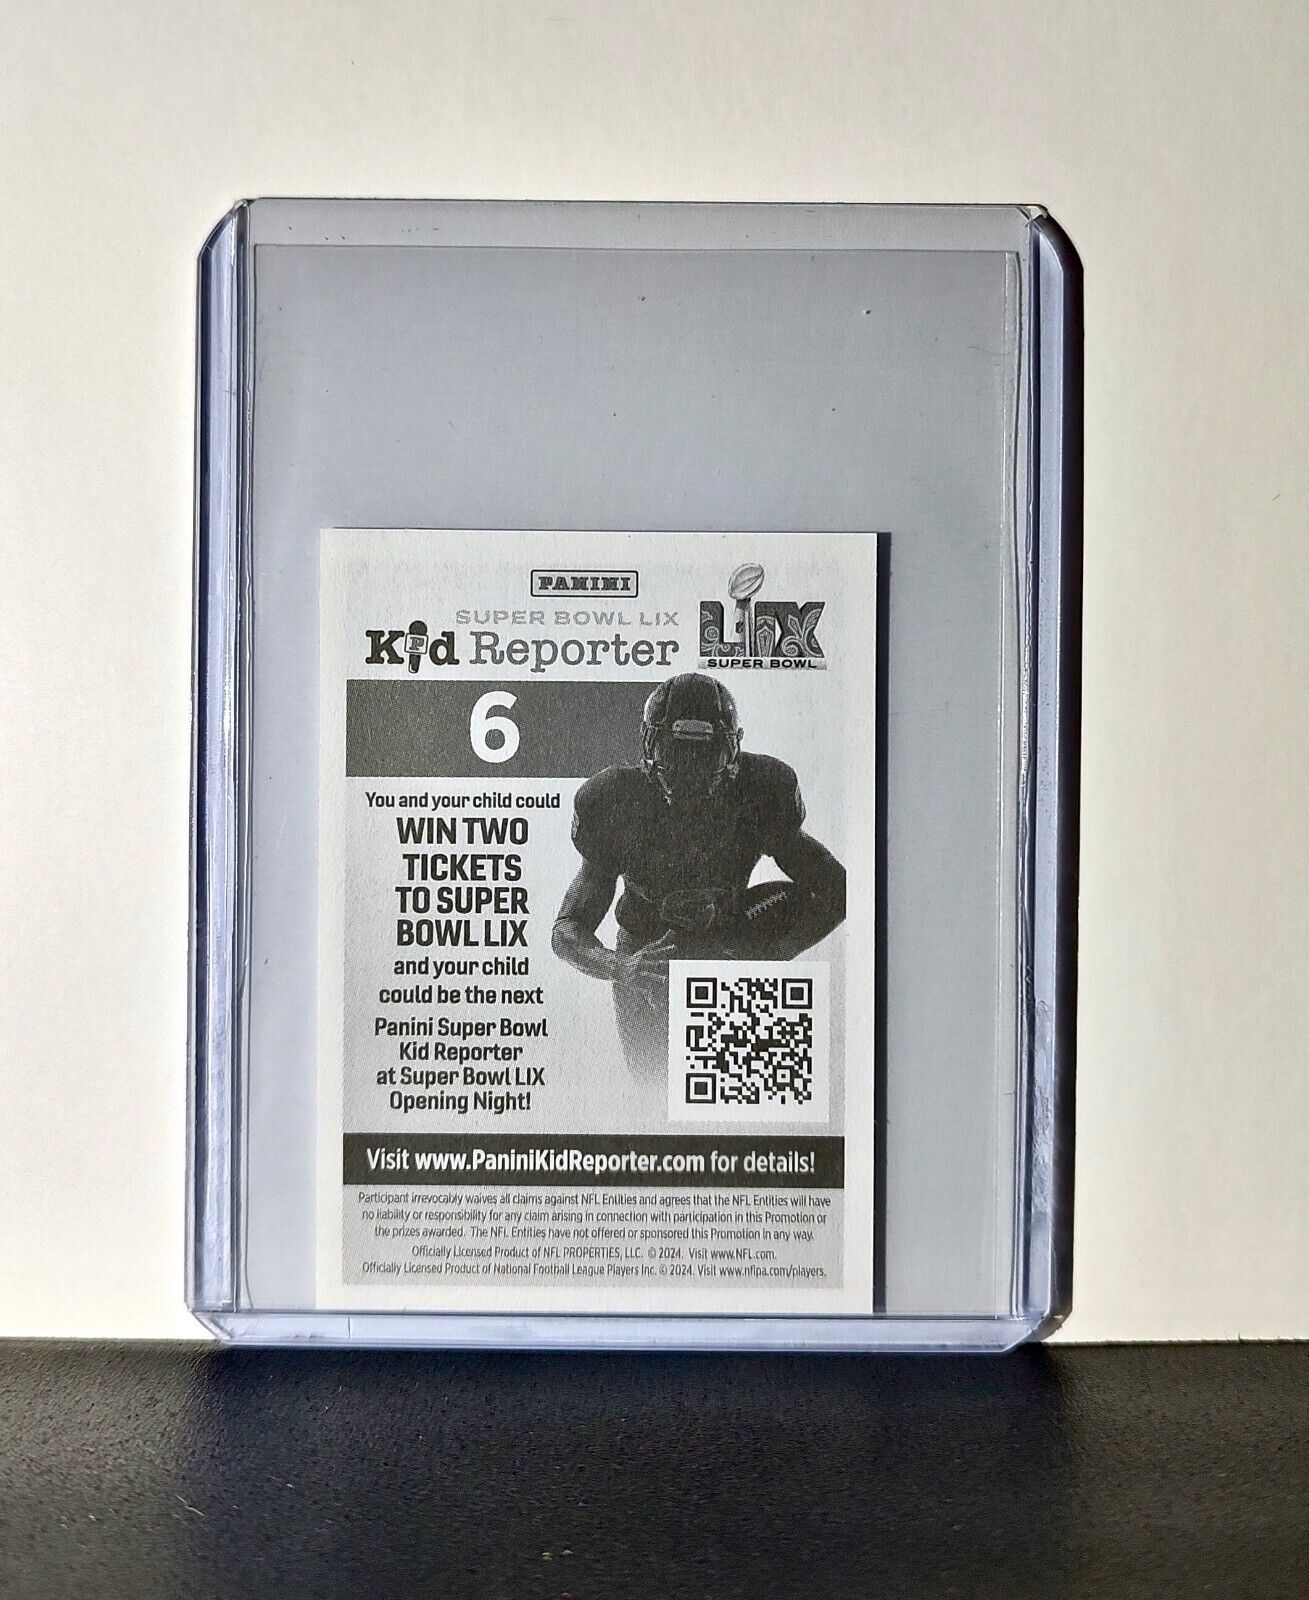 PANINI
SUPER BOWL LIX
Kid Reporter
LIX
SUPER BOWL
6
You and your child could
WIN TWO
TICKETS
TO SUPER
BOWL LIX
and your child
could be the next
Panini Super Bowl
Kid Reporter
at Super Bowl LIX
Opening Night!
Visit www.PaniniKidReporter.com for details!
Participant irrevocably waives all claims against NFL Entities and agrees that the NFL Entities will have
no liability or responsibility for any claim arising in connection with participation in this Promotion or
the prizes awarded. The NFL Entities have not offered or sponsored this Promotion in any way.
Officially Licensed Product of NFL PROPERTIES, LLC. © 2024. Visit www.NFL.com.
Officially Licensed Product of National Football League Players Inc. © 2024. Visit www.nflpa.com/players.